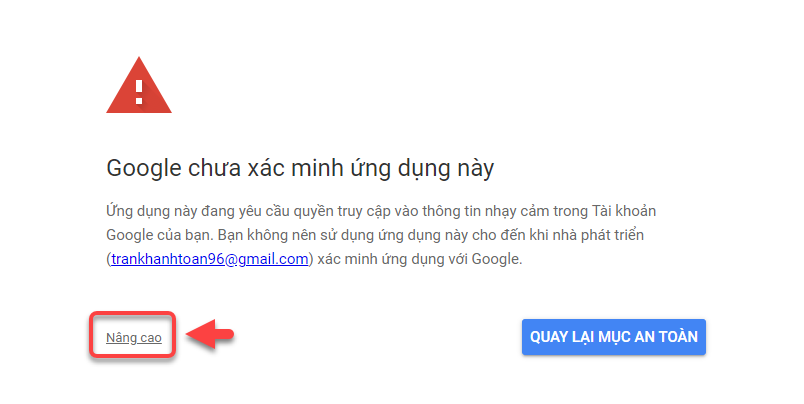 Google chưa xác minh ứng dụng này
Ứng dụng này đang yêu cầu quyền truy cập vào thông tin nhạy cảm trong Tài khoản
Google của bạn. Bạn không nên sử dụng ứng dụng này cho đến khi nhà phát triển
(trankhanhtoan96@gmail.com) xác minh ứng dụng với Google.
Nâng cao
QUAY LẠI MỤC AN TOÀN